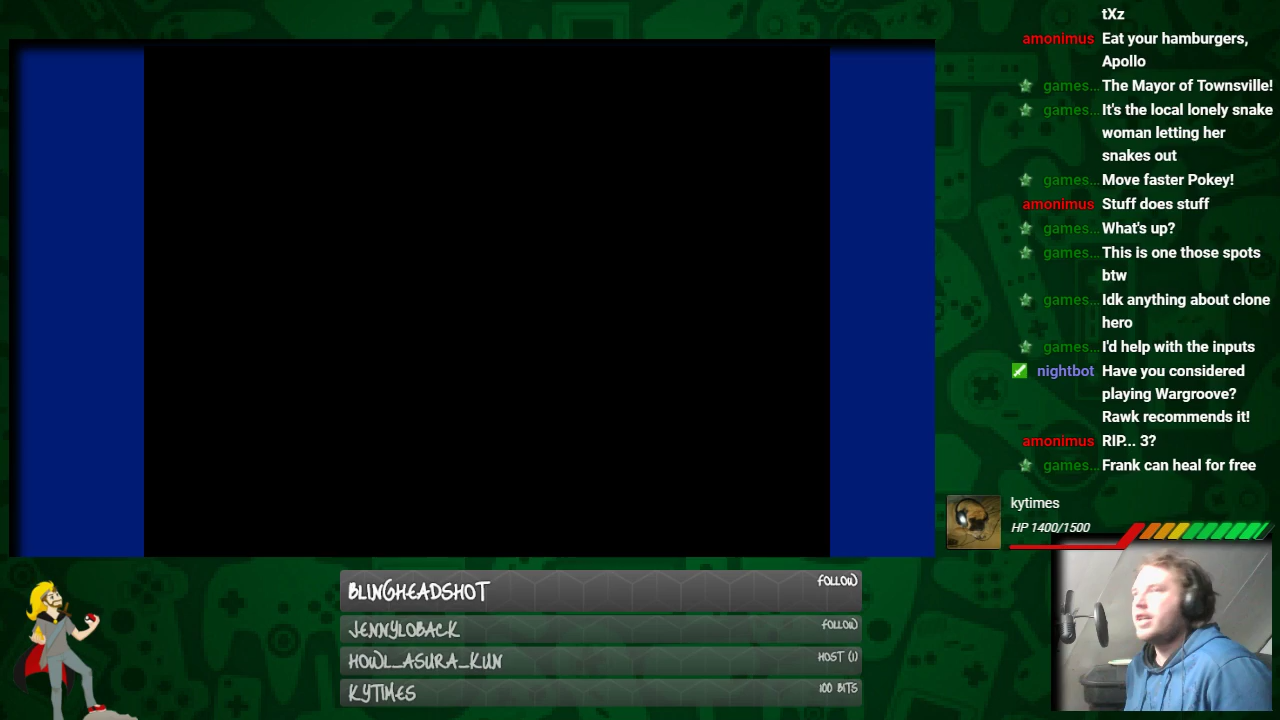 tXz
amonimus Eat your hamburgers,
Apollo
games... The Mayor of Townsville!
games... It's the local lonely snake
woman letting her
snakes out
games... Move faster Pokey!
amonimus Stuff does stuff
games... What's up?
games... This is one those spots
btw
games... Idk anything about clone
hero
games... I'd help with the inputs
nightbot Have you considered
playing Wargroove?
Rawk recommends it!
amonimus RIP... 3?
games... Frank can heal for free
kytimes
HP 1400/1500
BLINGHEADSHOT FOLLOW
JENNYLOBACK FOLLOW
HOWL_ASURA_KUN HOST (1)
KYTIMES 100 BITS